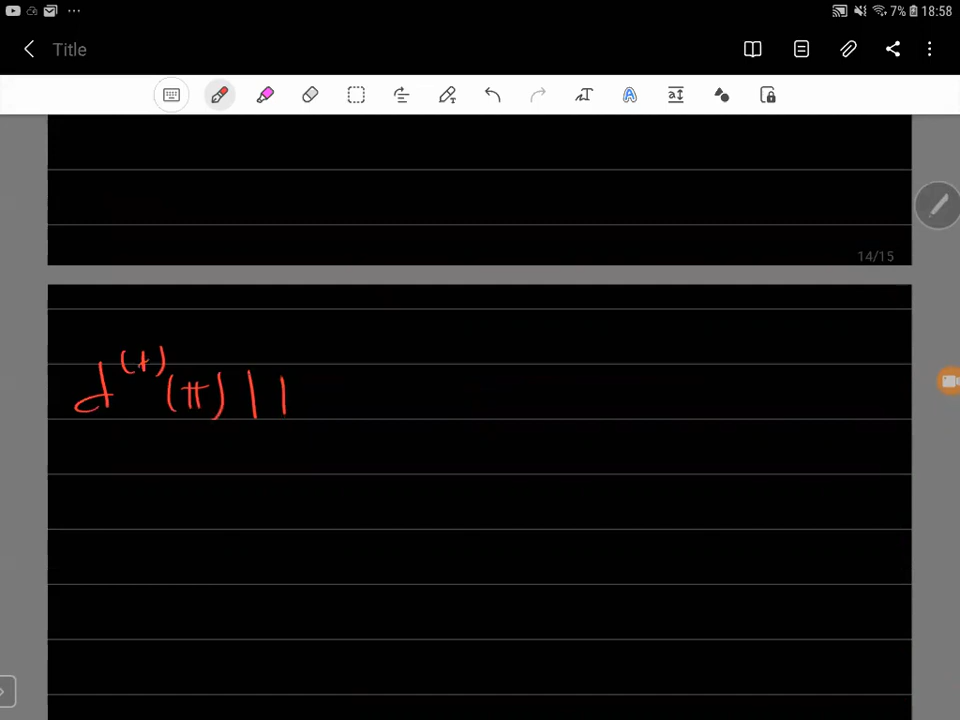 7% 18:58
Title
14/15
d^(+) (π) | |